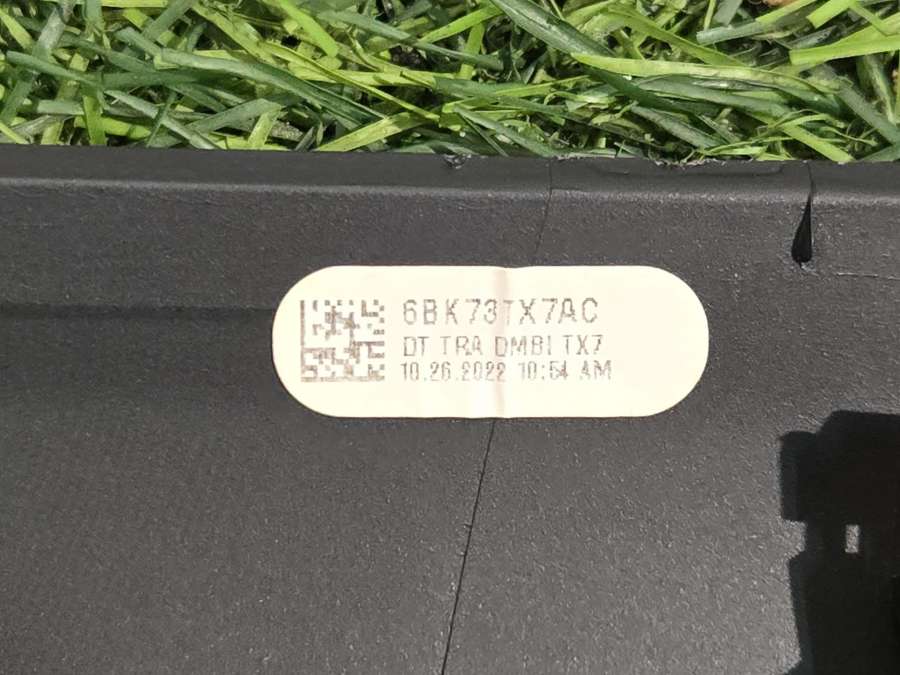 6BK73TX7AC
DT TRA DMBI TX7
10.26.2022 10:54 AM